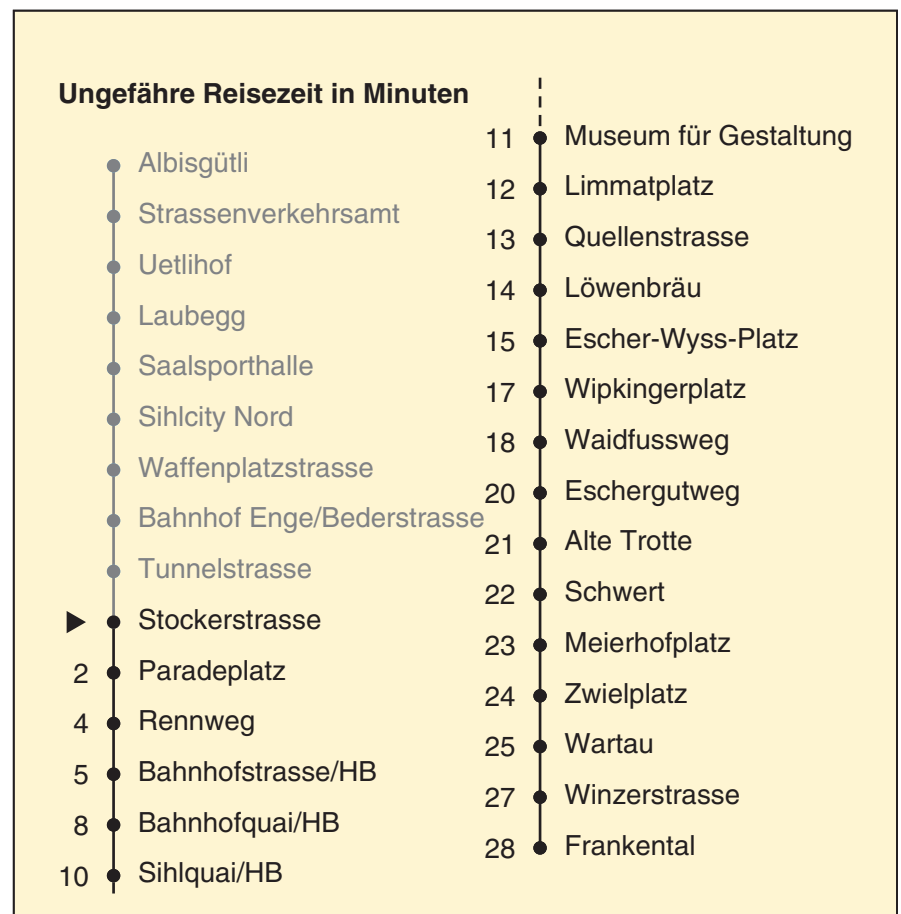 Ungefähre Reisezeit in Minuten
Albisgütli
Strassenverkehrsamt
Uetlihof
Laubegg
Saalsporthalle
Sihlcity Nord
Waffenplatzstrasse
Bahnhof Enge/Bederstrasse
Tunnelstrasse
Stockerstrasse
2 Paradeplatz
4 Rennweg
5 Bahnhofstrasse/HB
8 Bahnhofquai/HB
10 Sihlquai/HB
11 Museum für Gestaltung
12 Limmatplatz
13 Quellenstrasse
14 Löwenbräu
15 Escher-Wyss-Platz
17 Wipkingerplatz
18 Waidfussweg
20 Eschergutweg
21 Alte Trotte
22 Schwert
23 Meierhofplatz
24 Zwielplatz
25 Wartau
27 Winzerstrasse
28 Frankental